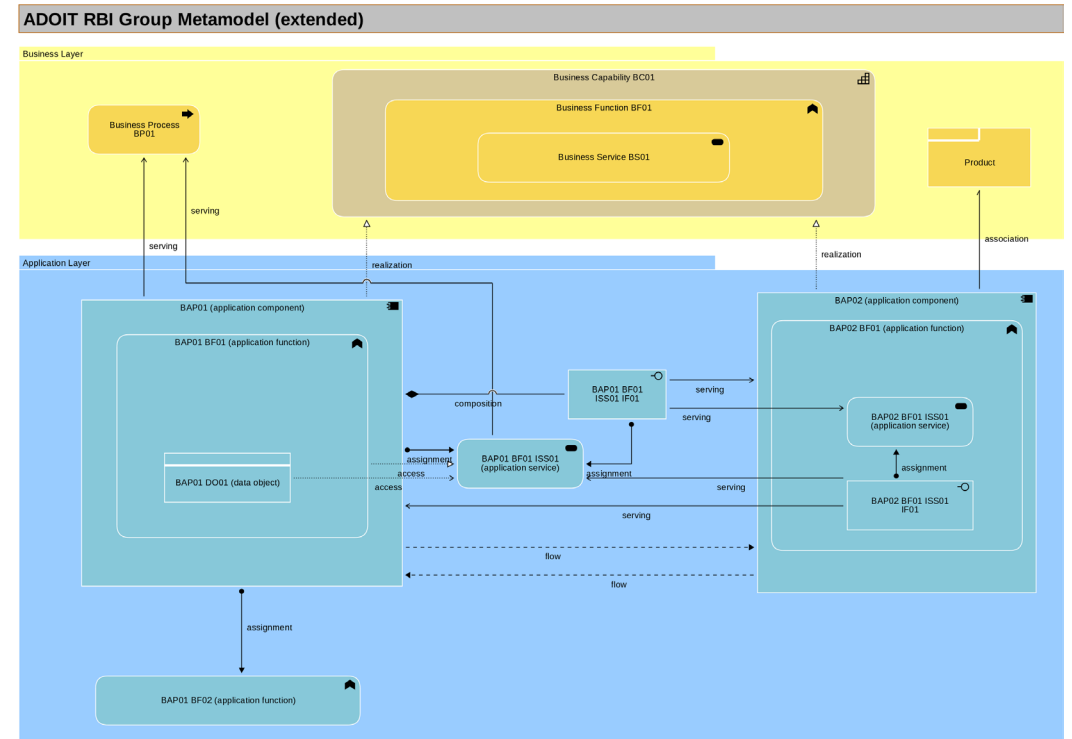 ADOIT RBI Group Metamodel (extended)
Business Layer
Business Capability BC01
Business Function BF01
Business Process
BP01
Business Service BS01
Product
serving
serving
association
realization
Application Layer
realization
BAP01 (application component)
BAP02 (application component)
BAP01 BF01 (application function)
BAP02 BF01 (application function)
BAP01 BF01
ISS01 IF01
serving
composition
serving
BAP02 BF01 ISS01
(application service)
assignment
BAP01 BF01 ISS01
(application service)
access
assignment
assignment
BAP01 DO01 (data object)
access
serving
BAP02 BF01 ISS01
IF01
serving
flow
flow
assignment
BAP01 BF02 (application function)